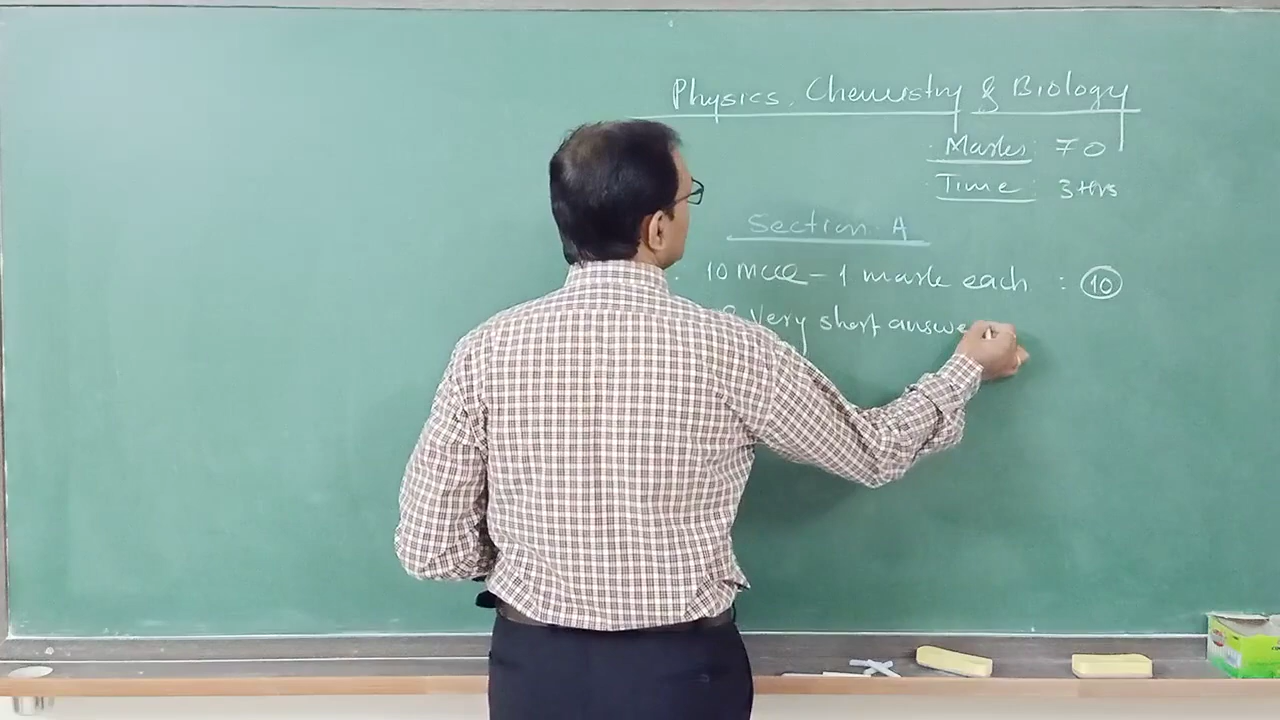 Physics, Chemistry & Biology
Marks: 70
Time: 3 Hrs
Section A
10 MCQ - 1 mark each : 10
Very short answe